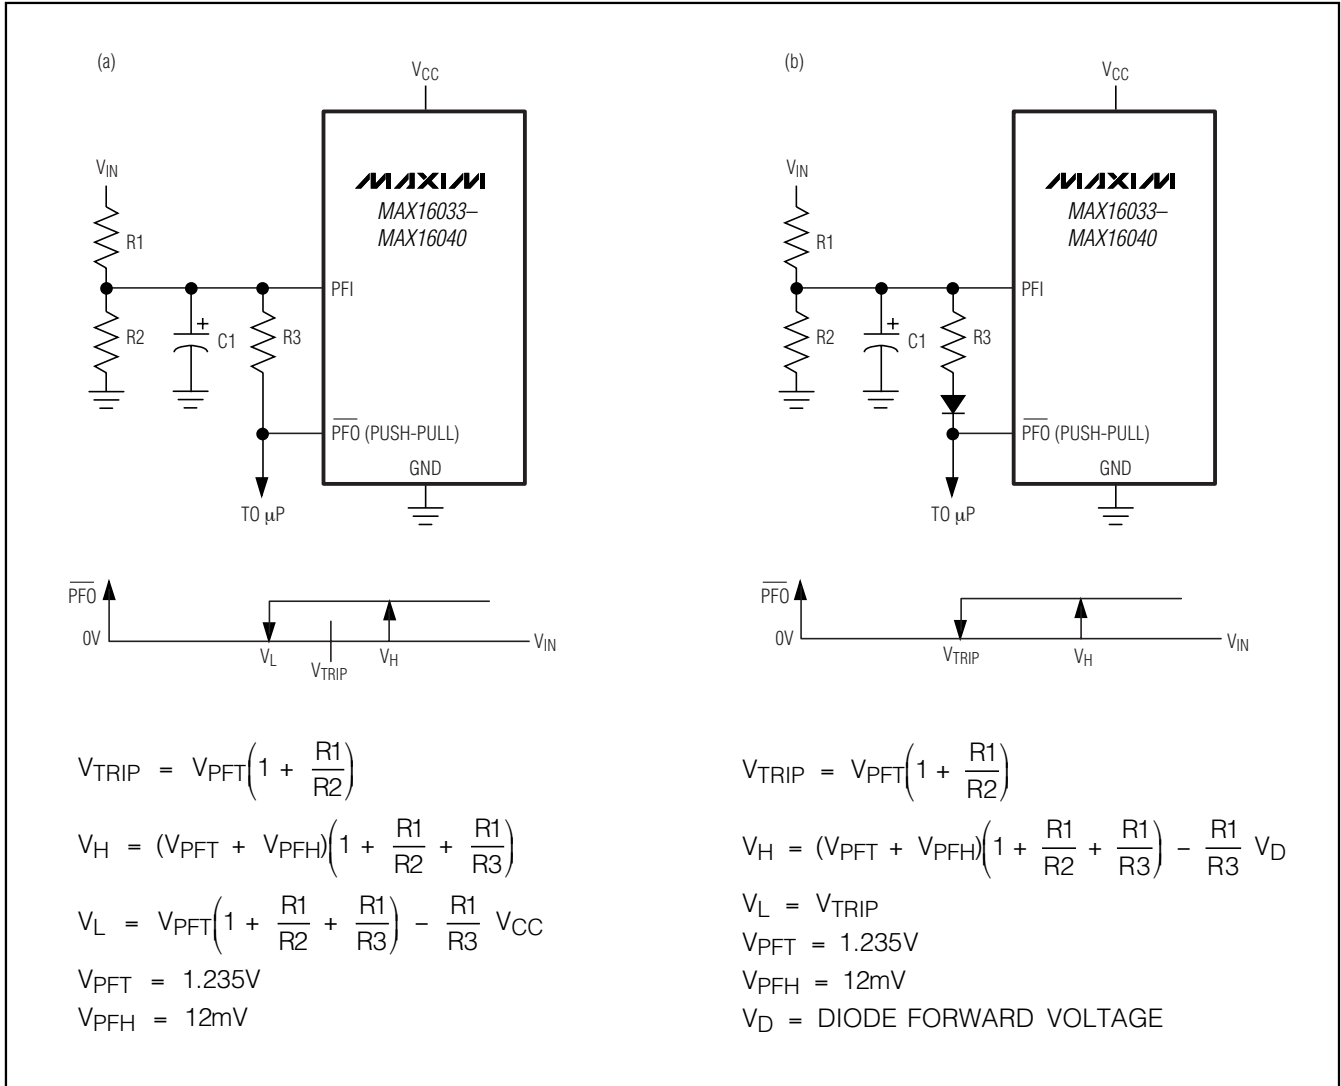 (a)
VCC
VIN
MAXIM
MAX16033–
MAX16040
R1
PFI
R2
C1
R3
+
P̅F̅O̅ (PUSH-PULL)
GND
TO µP
P̅F̅O̅
0V
VL
VTRIP
VH
VIN
VTRIP = VPFT(1 + R1/R2)
VH = (VPFT + VPFH)(1 + R1/R2 + R1/R3)
VL = VPFT(1 + R1/R2 + R1/R3) – R1/R3 VCC
VPFT = 1.235V
VPFH = 12mV
(b)
VCC
VIN
MAXIM
MAX16033–
MAX16040
R1
PFI
R2
C1
R3
+
P̅F̅O̅ (PUSH-PULL)
GND
TO µP
P̅F̅O̅
0V
VTRIP
VH
VIN
VTRIP = VPFT(1 + R1/R2)
VH = (VPFT + VPFH)(1 + R1/R2 + R1/R3) – R1/R3 VD
VL = VTRIP
VPFT = 1.235V
VPFH = 12mV
VD = DIODE FORWARD VOLTAGE